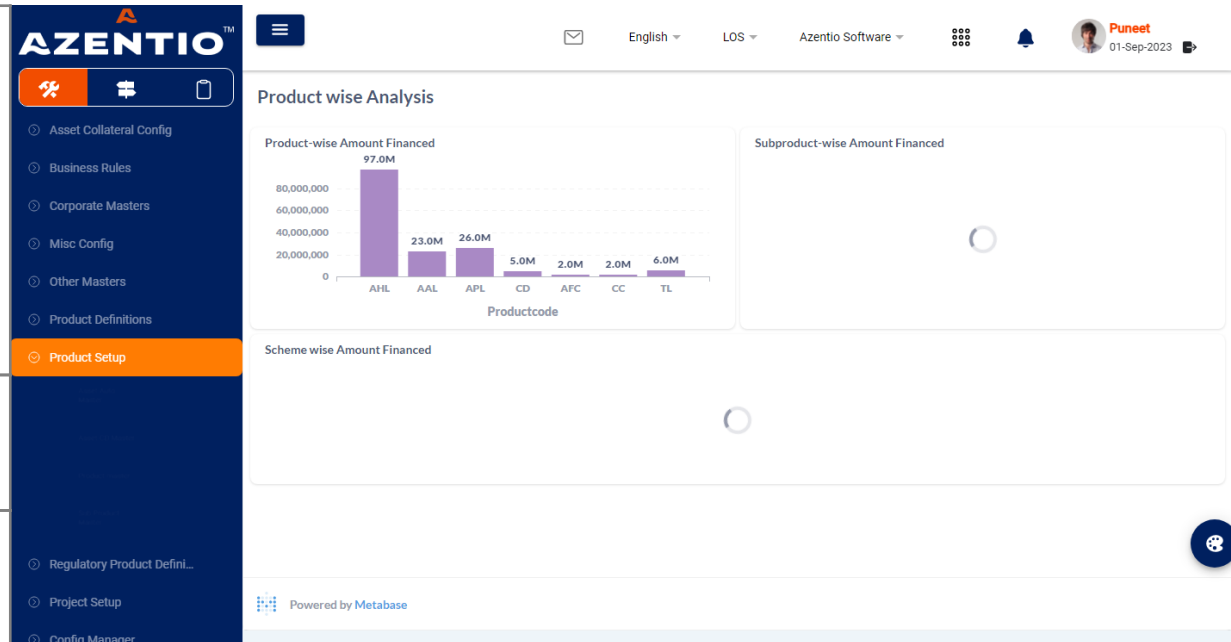 AZENTIO™
English
LOS
Azentio Software
Puneet
01-Sep-2023
Asset Collateral Config
Business Rules
Corporate Masters
Misc Config
Other Masters
Product Definitions
Product Setup
Regulatory Product Defini...
Project Setup
Config Manager
Product wise Analysis
Product-wise Amount Financed
97.0M
80,000,000
60,000,000
40,000,000
20,000,000
0
23.0M
26.0M
5.0M
2.0M
2.0M
6.0M
AHL AAL APL CD AFC CC TL
Productcode
Subproduct-wise Amount Financed
Scheme wise Amount Financed
Powered by Metabase